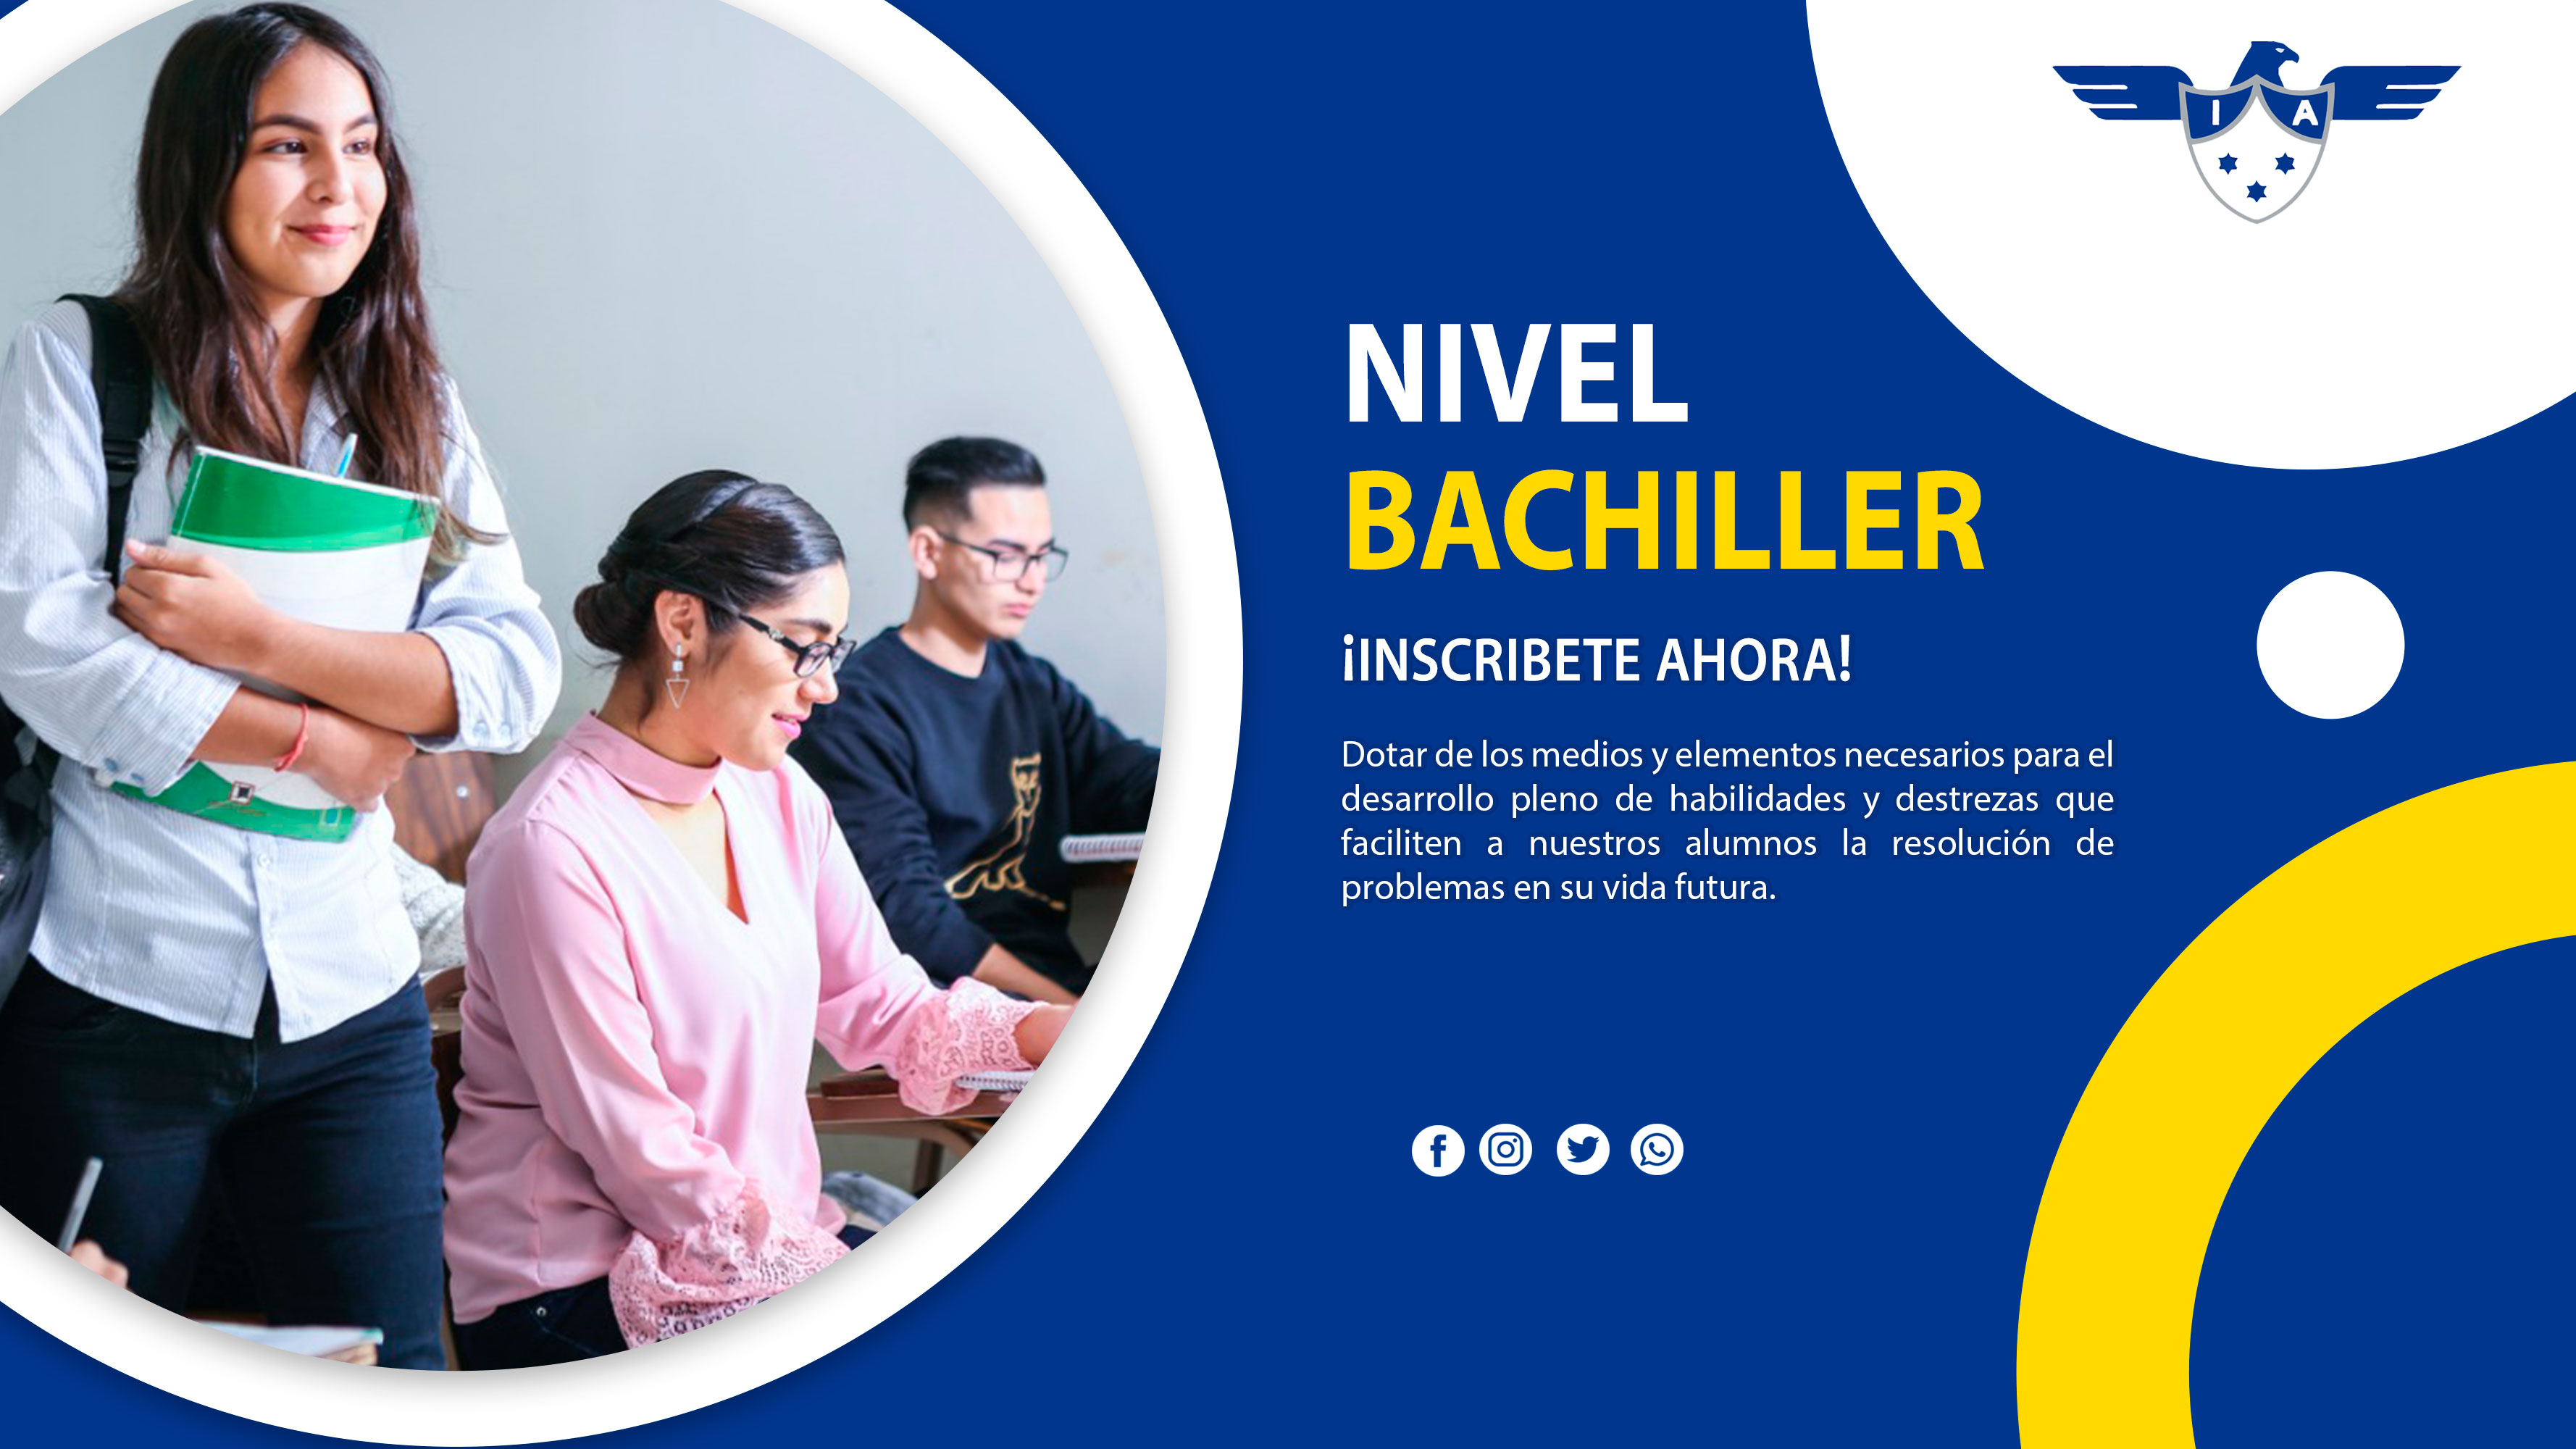 I A
NIVEL
BACHILLER
¡INSCRIBETE AHORA!
Dotar de los medios y elementos necesarios para el
desarrollo pleno de habilidades y destrezas que
faciliten a nuestros alumnos la resolución de
problemas en su vida futura.